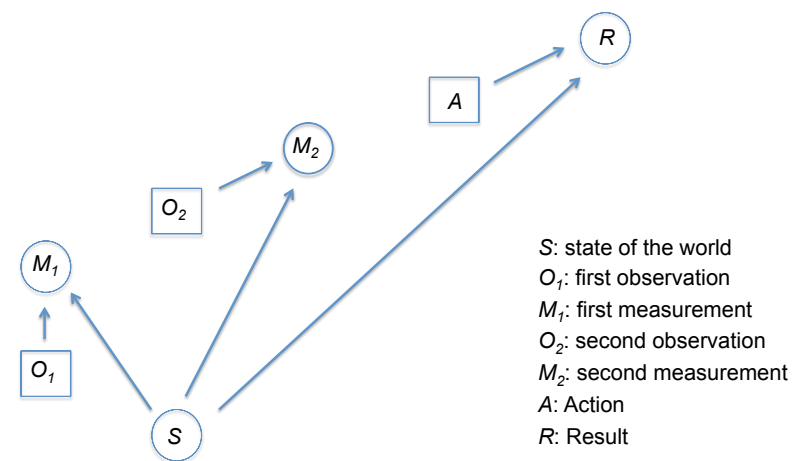 R
A
M2
O2
M1
O1
S
S: state of the world
O1: first observation
M1: first measurement
O2: second observation
M2: second measurement
A: Action
R: Result